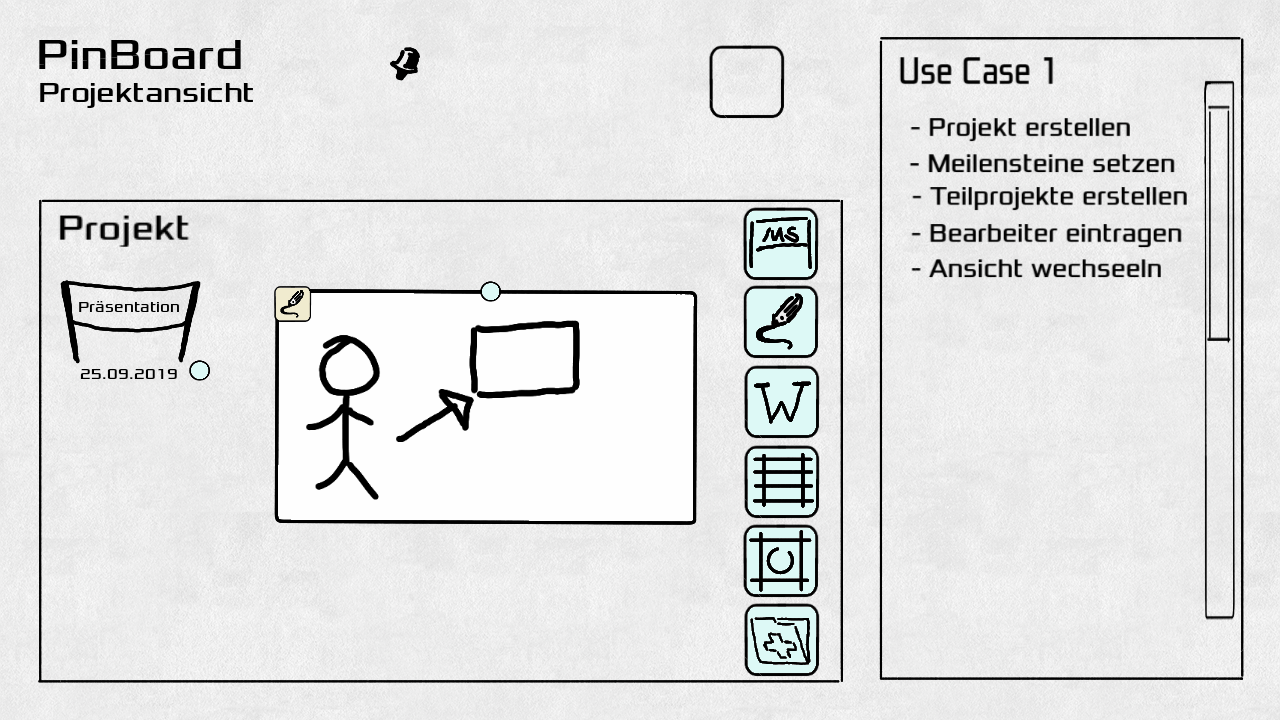 PinBoard
Projektansicht
Projekt
Präsentation
25.09.2019
MS
W
Use Case 1
- Projekt erstellen
- Meilensteine setzen
- Teilprojekte erstellen
- Bearbeiter eintragen
- Ansicht wechseeln